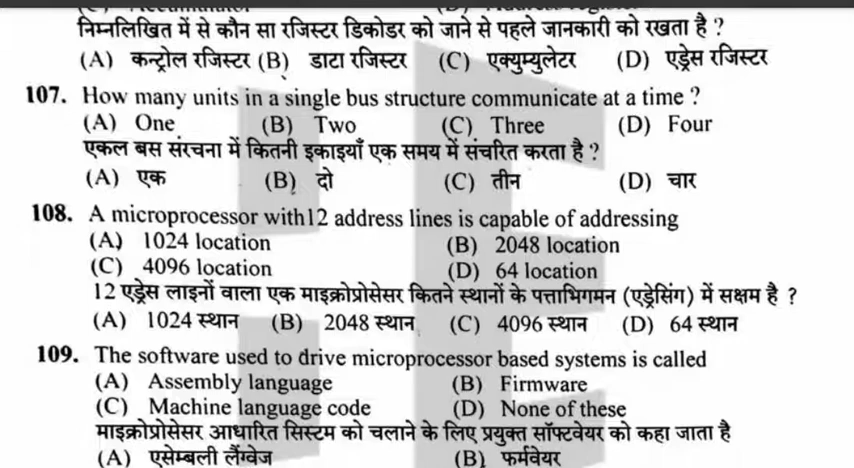 निम्नलिखित में से कौन सा रजिस्टर डिकोडर को जाने से पहले जानकारी को रखता है ?
(A) कन्ट्रोल रजिस्टर (B) डाटा रजिस्टर (C) एक्युम्युलेटर (D) एड्रेस रजिस्टर
107. How many units in a single bus structure communicate at a time ?
(A) One (B) Two (C) Three (D) Four
एकल बस संरचना में कितनी इकाइयाँ एक समय में संचरित करता है ?
(A) एक (B) दो (C) तीन (D) चार
108. A microprocessor with12 address lines is capable of addressing
(A) 1024 location (B) 2048 location
(C) 4096 location (D) 64 location
12 एड्रेस लाइनों वाला एक माइक्रोप्रोसेसर कितने स्थानों के पत्ताभिगमन (एड्रेसिंग) में सक्षम है ?
(A) 1024 स्थान (B) 2048 स्थान (C) 4096 स्थान (D) 64 स्थान
109. The software used to drive microprocessor based systems is called
(A) Assembly language (B) Firmware
(C) Machine language code (D) None of these
माइक्रोप्रोसेसर आधारित सिस्टम को चलाने के लिए प्रयुक्त सॉफ्टवेयर को कहा जाता है
(A) एसेम्बली लैंग्वेज (B) फर्मवेयर